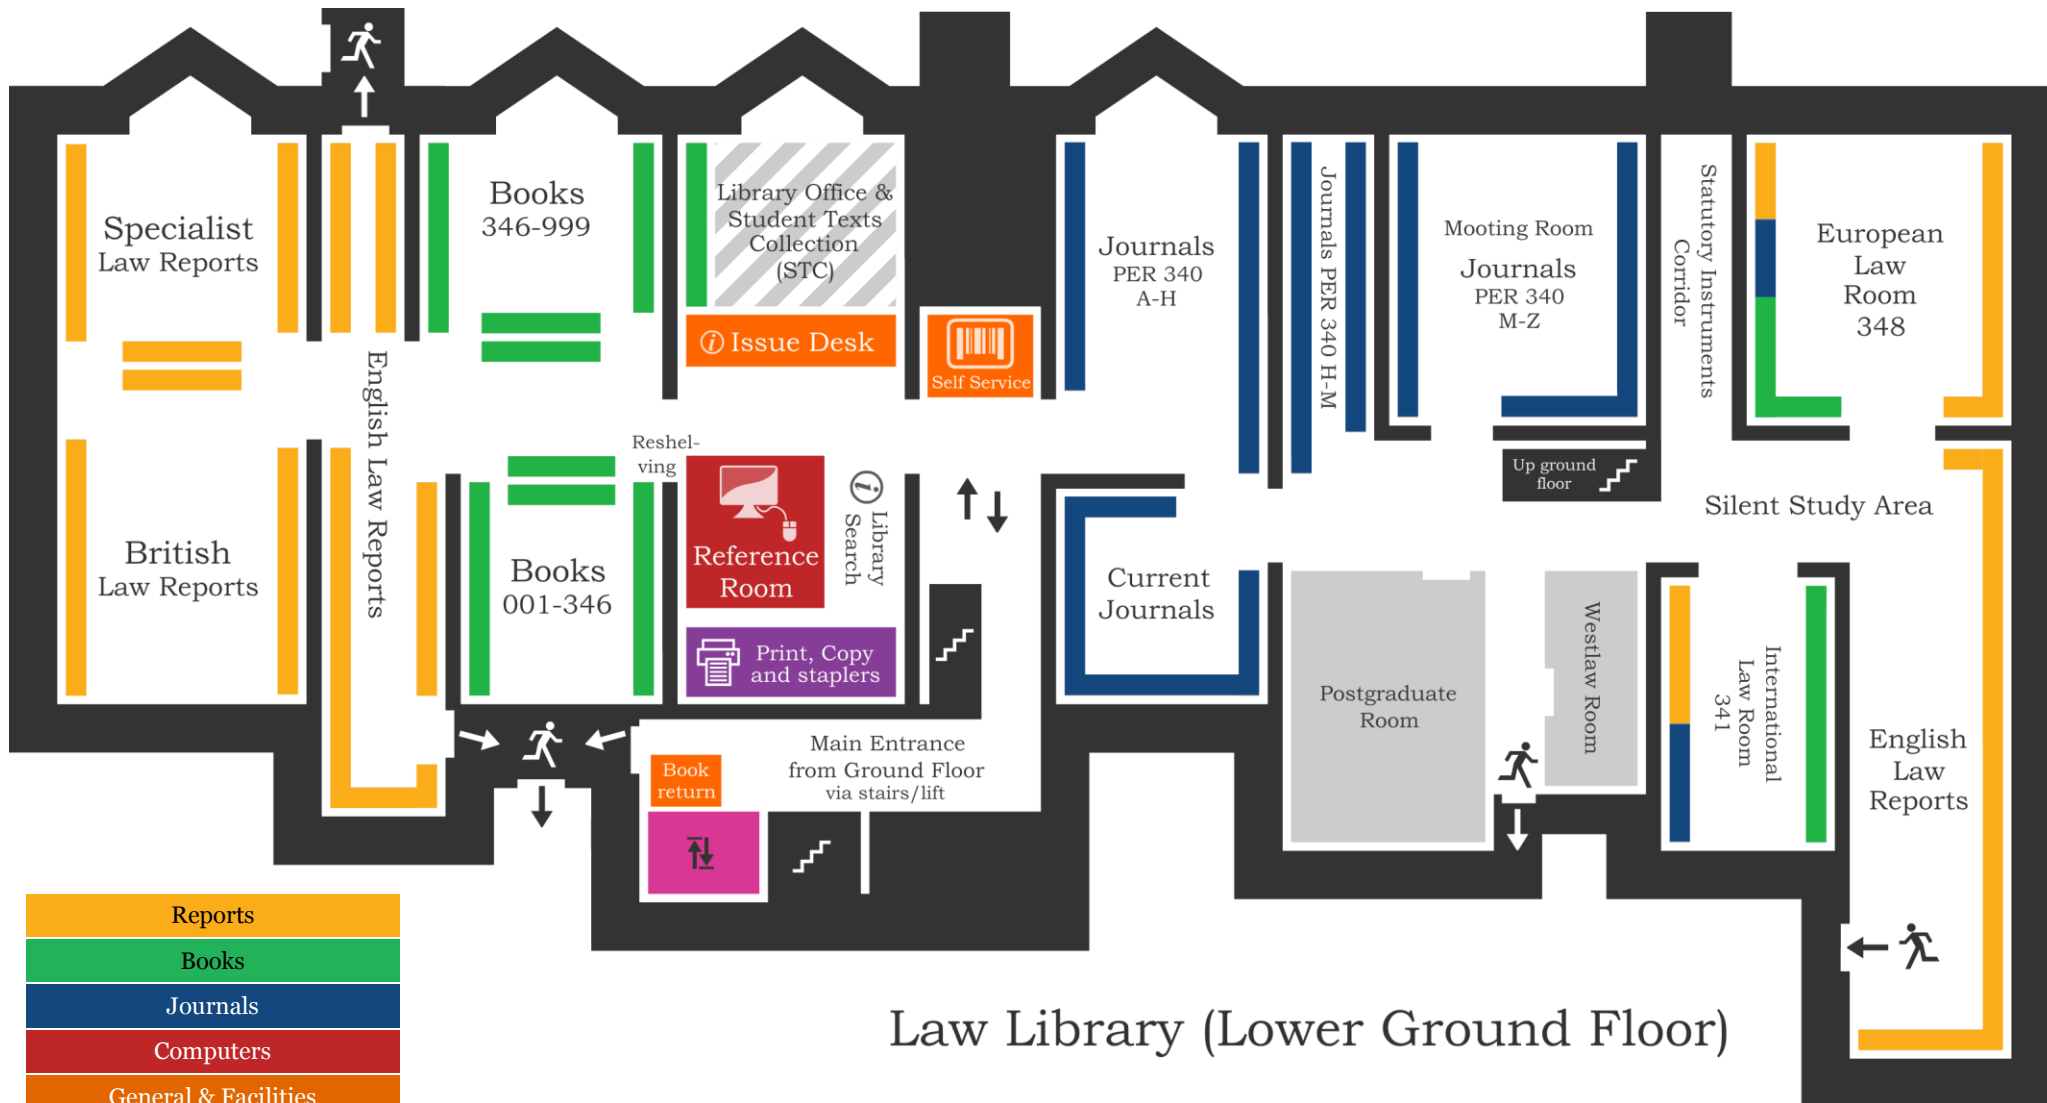 Specialist
Law Reports
British
Law Reports
English Law Reports
Books
346-999
Books
001-346
Reshel-
ving
Library Office &
Student Texts
Collection
(STC)
Issue Desk
Self Service
Reference
Room
Library
Search
Print, Copy
and staplers
Book
return
Main Entrance
from Ground Floor
via stairs/lift
Journals
PER 340
A-H
Current
Journals
Journals PER 340 H-M
Mooting Room
Journals
PER 340
M-Z
Up ground
floor
Statutory Instruments
Corridor
European
Law
Room
348
Silent Study Area
Postgraduate
Room
Westlaw Room
International
Law Room
341
English
Law
Reports
Reports
Books
Journals
Computers
General & Facilities
Law Library (Lower Ground Floor)